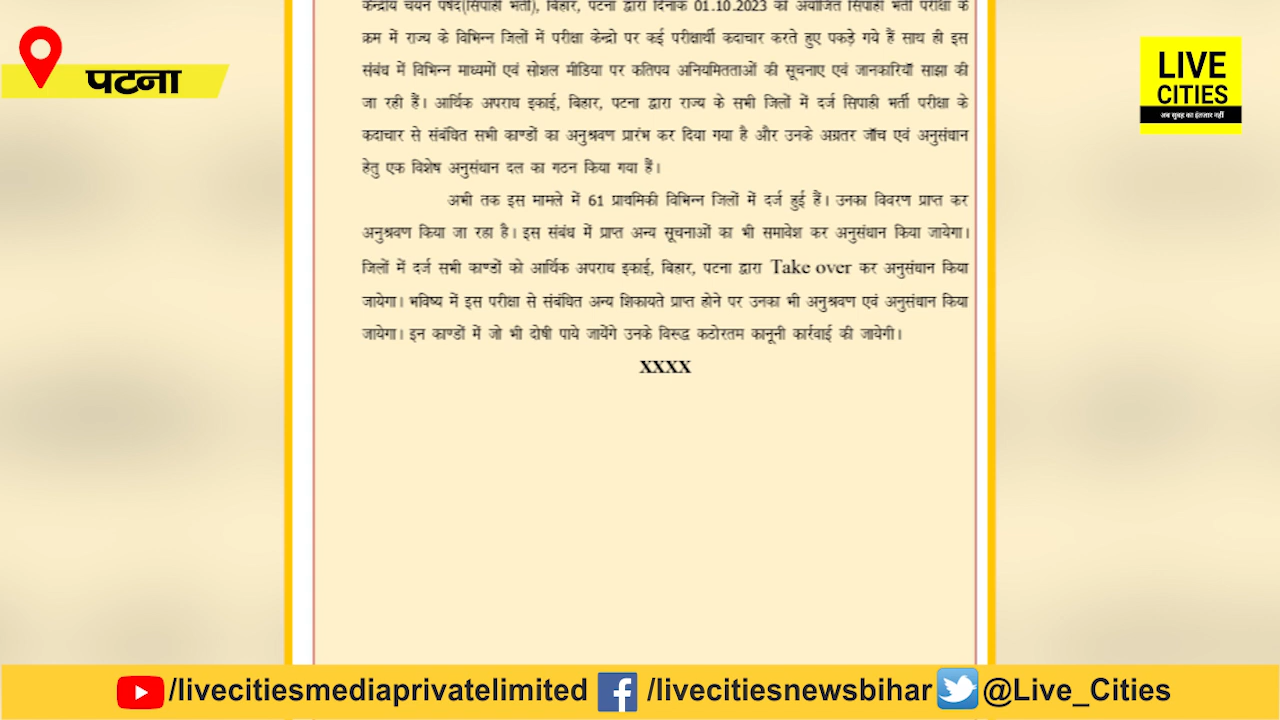 पटना
LIVE
CITIES
अब सुबह का इंतजार नहीं
केन्द्रीय चयन पर्षद(सिपाही भर्ती), बिहार, पटना द्वारा दिनांक 01.10.2023 को आयोजित सिपाही भर्ती परीक्षा के
क्रम में राज्य के विभिन्न जिलों में परीक्षा केन्द्रो पर कई परीक्षार्थी कदाचार करते हुए पकड़े गये हैं साथ ही इस
संबंध में विभिन्न माध्यमों एवं सोशल मीडिया पर कतिपय अनियमितताओं की सूचनाए एवं जानकारियॉ साझा की
जा रही हैं। आर्थिक अपराध इकाई, बिहार, पटना द्वारा राज्य के सभी जिलों में दर्ज सिपाही भर्ती परीक्षा के
कदाचार से संबंधित सभी काण्डों का अनुश्रवण प्रारंभ कर दिया गया है और उनके अग्रतर जॉच एवं अनुसंधान
हेतु एक विशेष अनुसंधान दल का गठन किया गया हैं।
अभी तक इस मामले में 61 प्राथमिकी विभिन्न जिलों में दर्ज हुई हैं। उनका विवरण प्राप्त कर
अनुश्रवण किया जा रहा है। इस संबंध में प्राप्त अन्य सूचनाओं का भी समावेश कर अनुसंधान किया जायेगा।
जिलों में दर्ज सभी काण्डों को आर्थिक अपराध इकाई, बिहार, पटना द्वारा Take over कर अनुसंधान किया
जायेगा। भविष्य में इस परीक्षा से संबंधित अन्य शिकायते प्राप्त होने पर उनका भी अनुश्रवण एवं अनुसंधान किया
जायेगा। इन काण्डों में जो भी दोषी पाये जायेंगे उनके विरूद्ध कठोरतम कानूनी कार्रवाई की जायेगी।
XXXX
/livecitiesmediaprivatelimited /livecitiesnewsbihar @Live_Cities